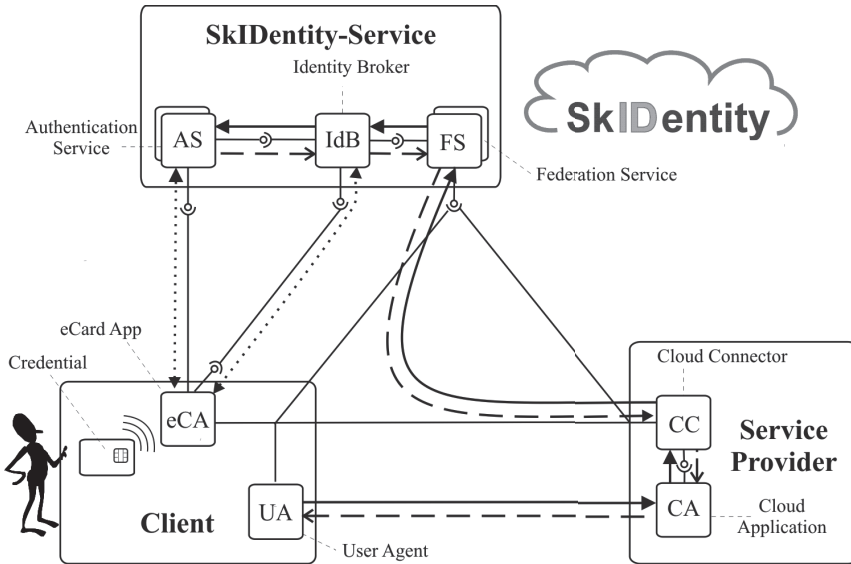 SkIDentity-Service
Identity Broker
SkIDentity
Authentication
Service
AS
IdB
FS
Federation Service
eCard App
Credential
Cloud Connector
eCA
CC
Service
Provider
Client
UA
CA
Cloud
Application
User Agent